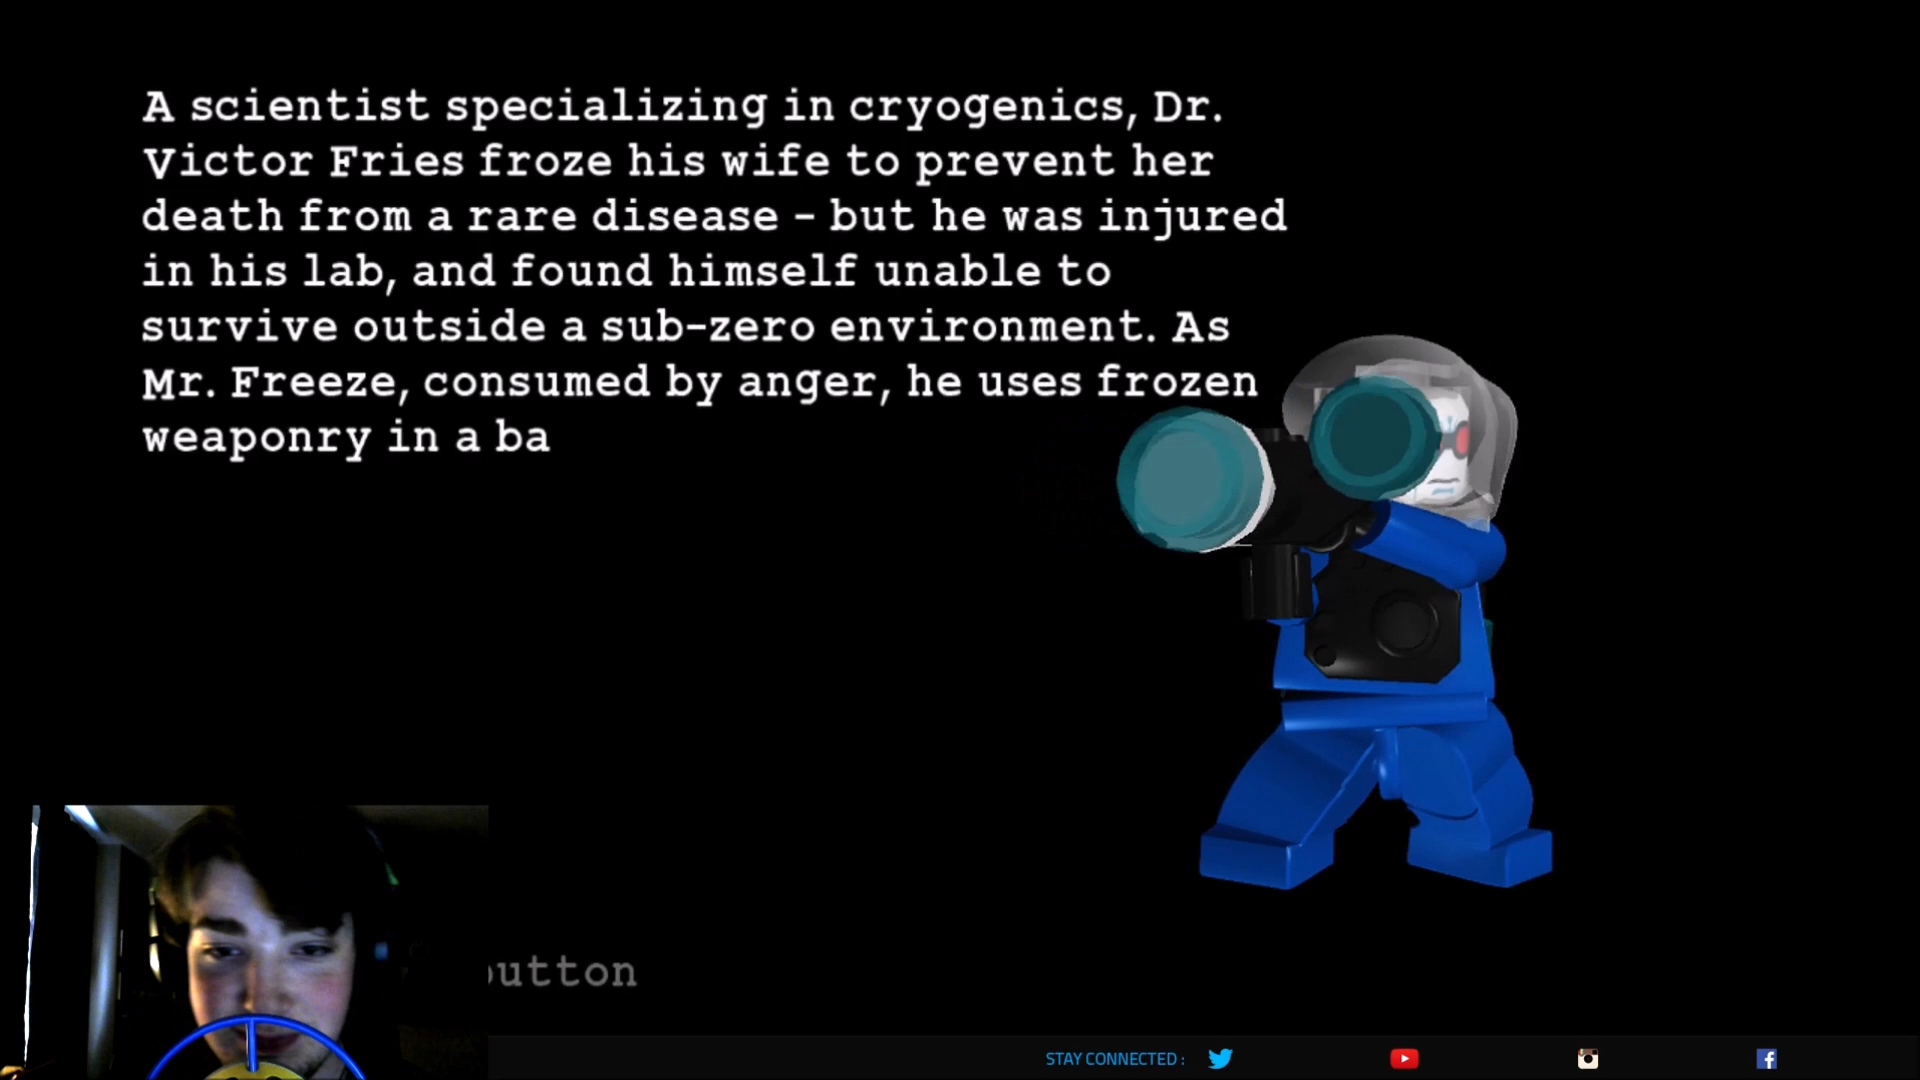 A scientist specializing in cryogenics, Dr.
Victor Fries froze his wife to prevent her
death from a rare disease - but he was injured
in his lab, and found himself unable to
survive outside a sub-zero environment. As
Mr. Freeze, consumed by anger, he uses frozen
weaponry in a ba
button
STAY CONNECTED :